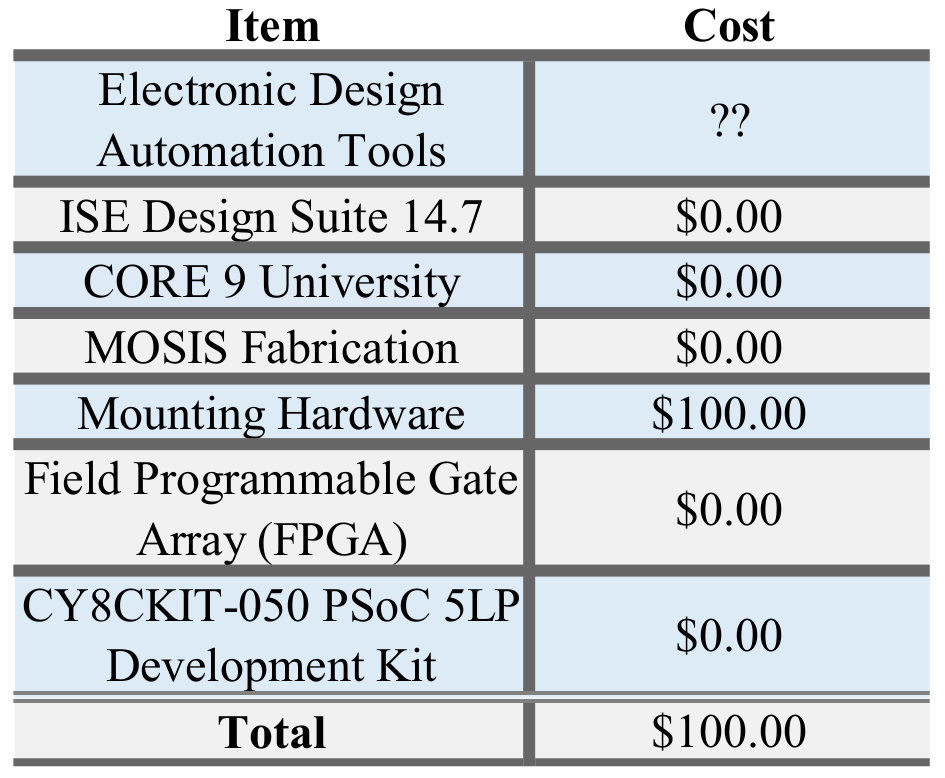 Item Cost
Electronic Design
Automation Tools ??
ISE Design Suite 14.7 $0.00
CORE 9 University $0.00
MOSIS Fabrication $0.00
Mounting Hardware $100.00
Field Programmable Gate
Array (FPGA) $0.00
CY8CKIT-050 PSoC 5LP
Development Kit $0.00
Total $100.00